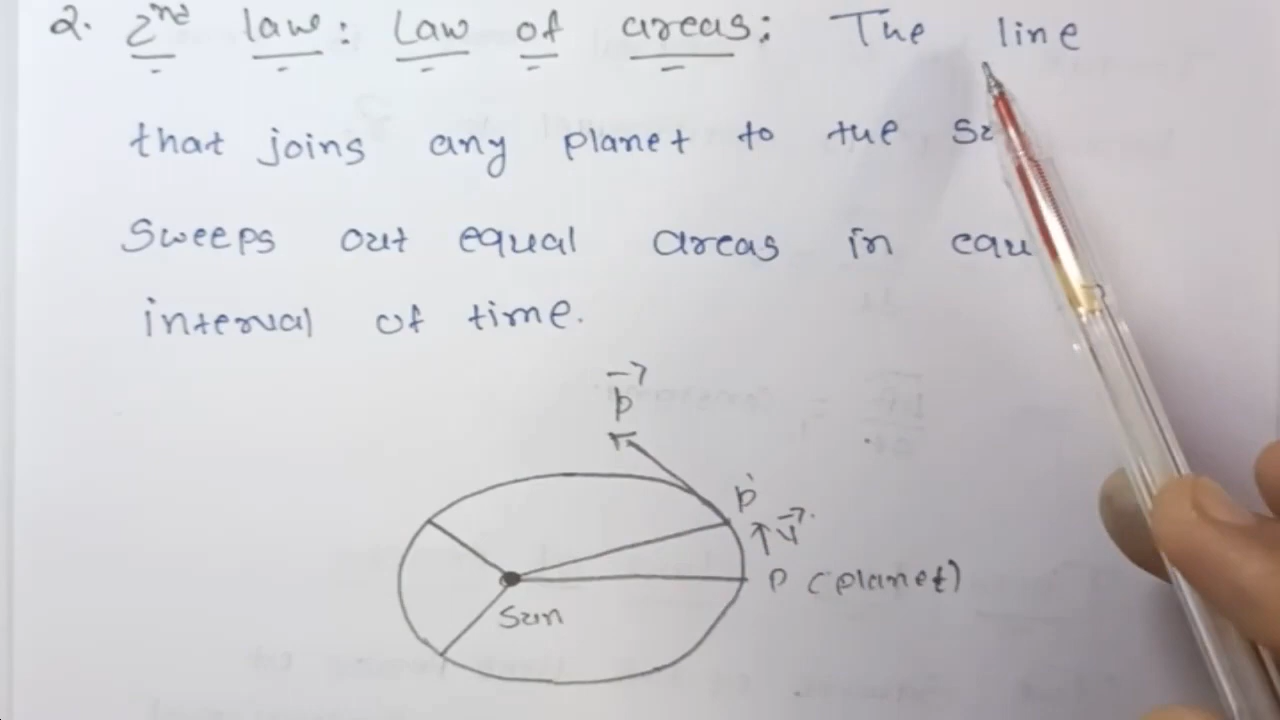 2. 2nd law: Law of areas: The line
that joins any planet to the
Sweeps out equal areas in
interval of time.
p
p'
v
P (planet)
Sun